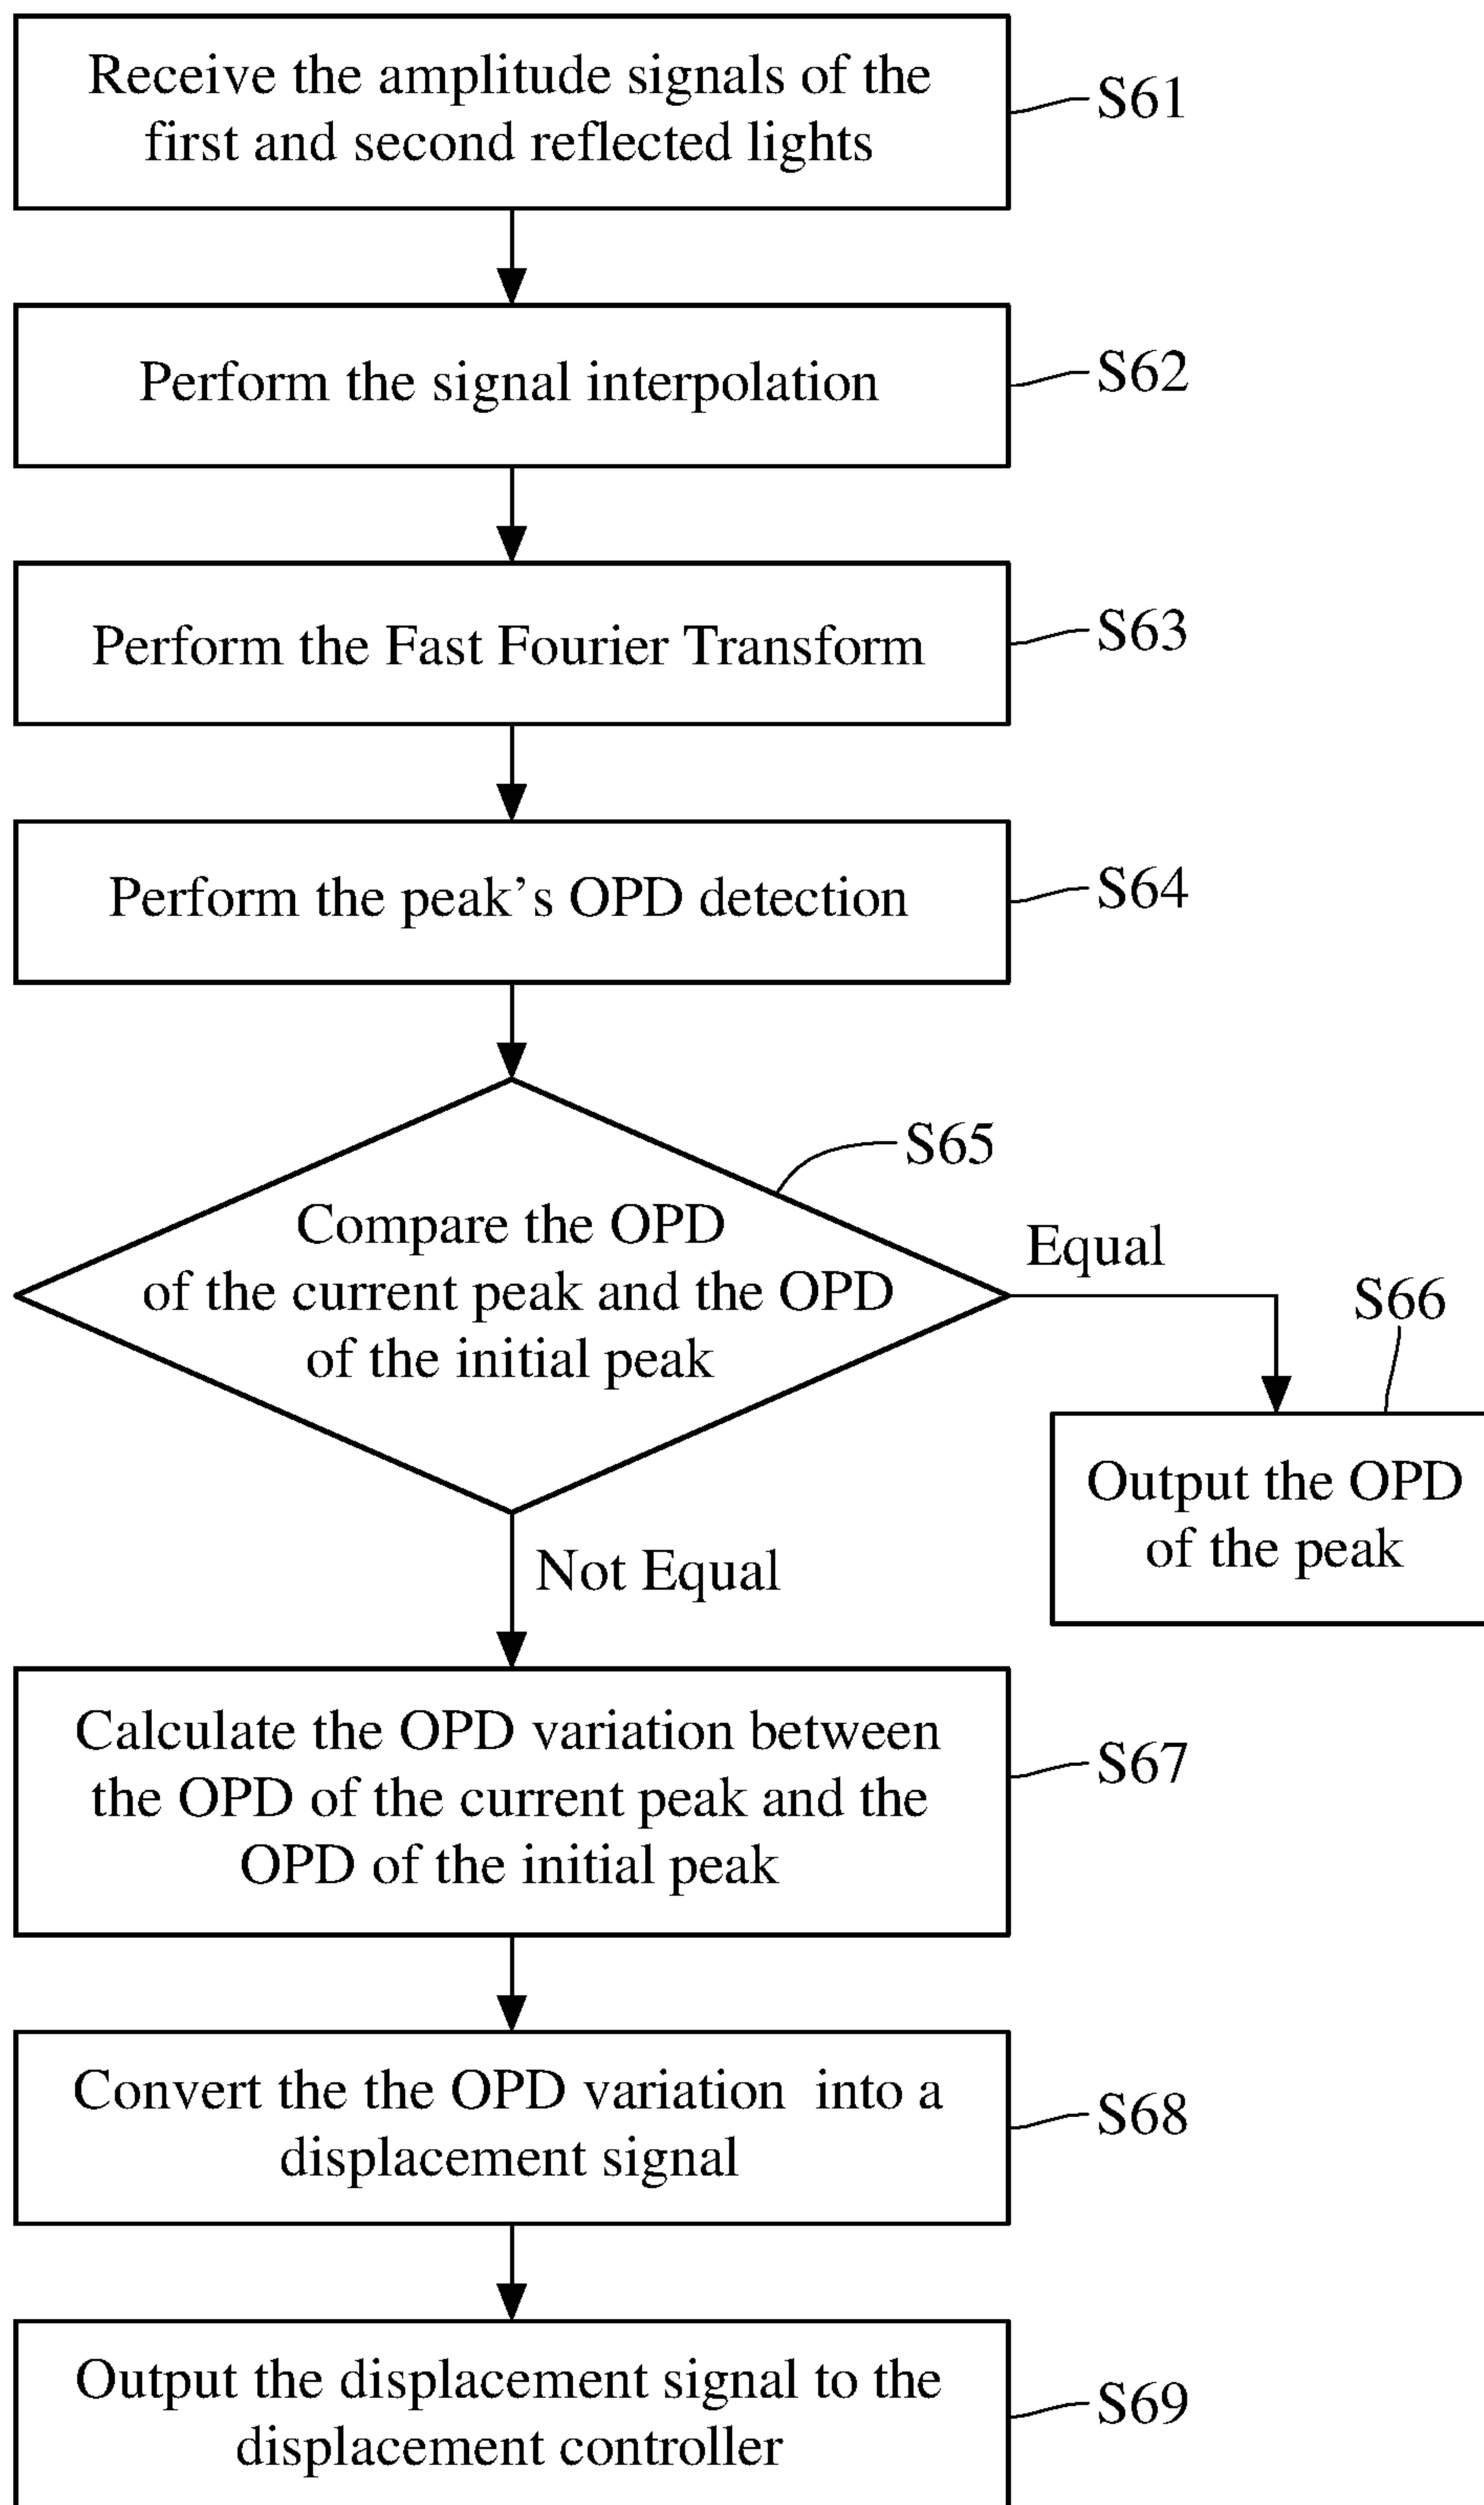 Receive the amplitude signals of the
first and second reflected lights
S61
Perform the signal interpolation
S62
Perform the Fast Fourier Transform
S63
Perform the peak’s OPD detection
S64
S65
Compare the OPD
of the current peak and the OPD
of the initial peak
Equal
S66
Output the OPD
of the peak
Not Equal
Calculate the OPD variation between
the OPD of the current peak and the
OPD of the initial peak
S67
Convert the the OPD variation into a
displacement signal
S68
Output the displacement signal to the
displacement controller
S69